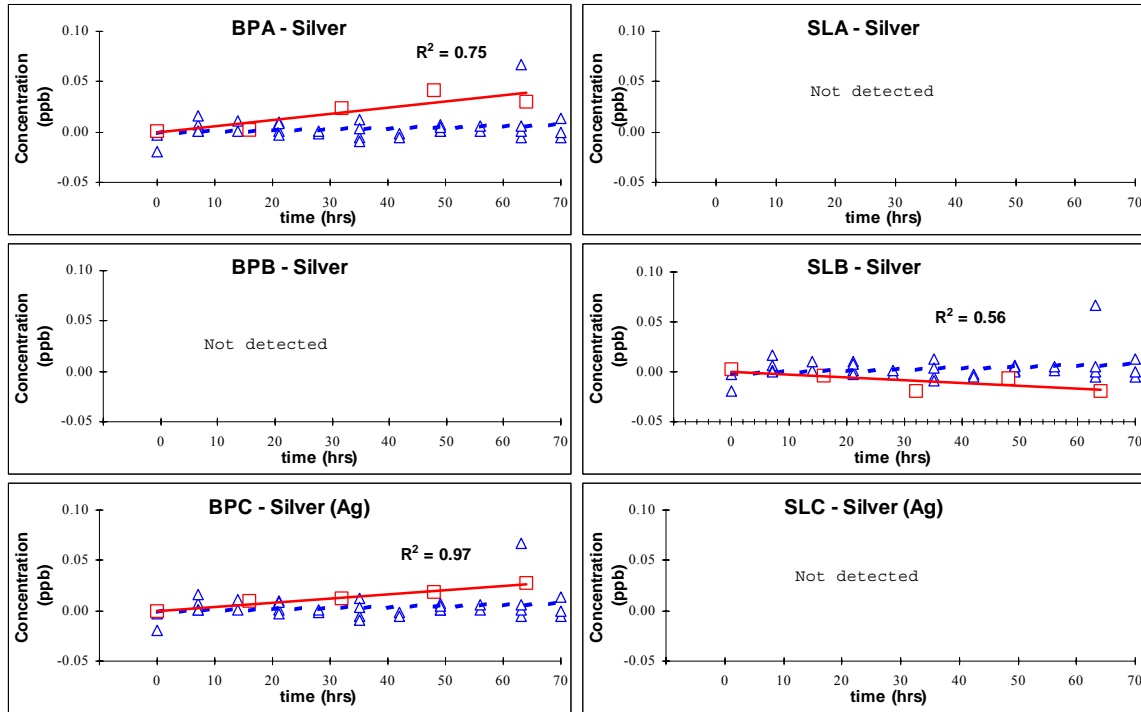 BPA - Silver
R² = 0.75
Concentration
(ppb)
0.10
0.05
0.00
-0.05
0 10 20 30 40 50 60 70
time (hrs)
SLA - Silver
Not detected
Concentration
(ppb)
0.10
0.05
0.00
-0.05
0 10 20 30 40 50 60 70
time (hrs)
BPB - Silver
Not detected
Concentration
(ppb)
0.10
0.05
0.00
-0.05
0 10 20 30 40 50 60 70
time (hrs)
SLB - Silver
R² = 0.56
Concentration
(ppb)
0.10
0.05
0.00
-0.05
0 10 20 30 40 50 60 70
time (hrs)
BPC - Silver (Ag)
R² = 0.97
Concentration
(ppb)
0.10
0.05
0.00
-0.05
0 10 20 30 40 50 60 70
time (hrs)
SLC - Silver (Ag)
Not detected
Concentration
(ppb)
0.10
0.05
0.00
-0.05
0 10 20 30 40 50 60 70
time (hrs)